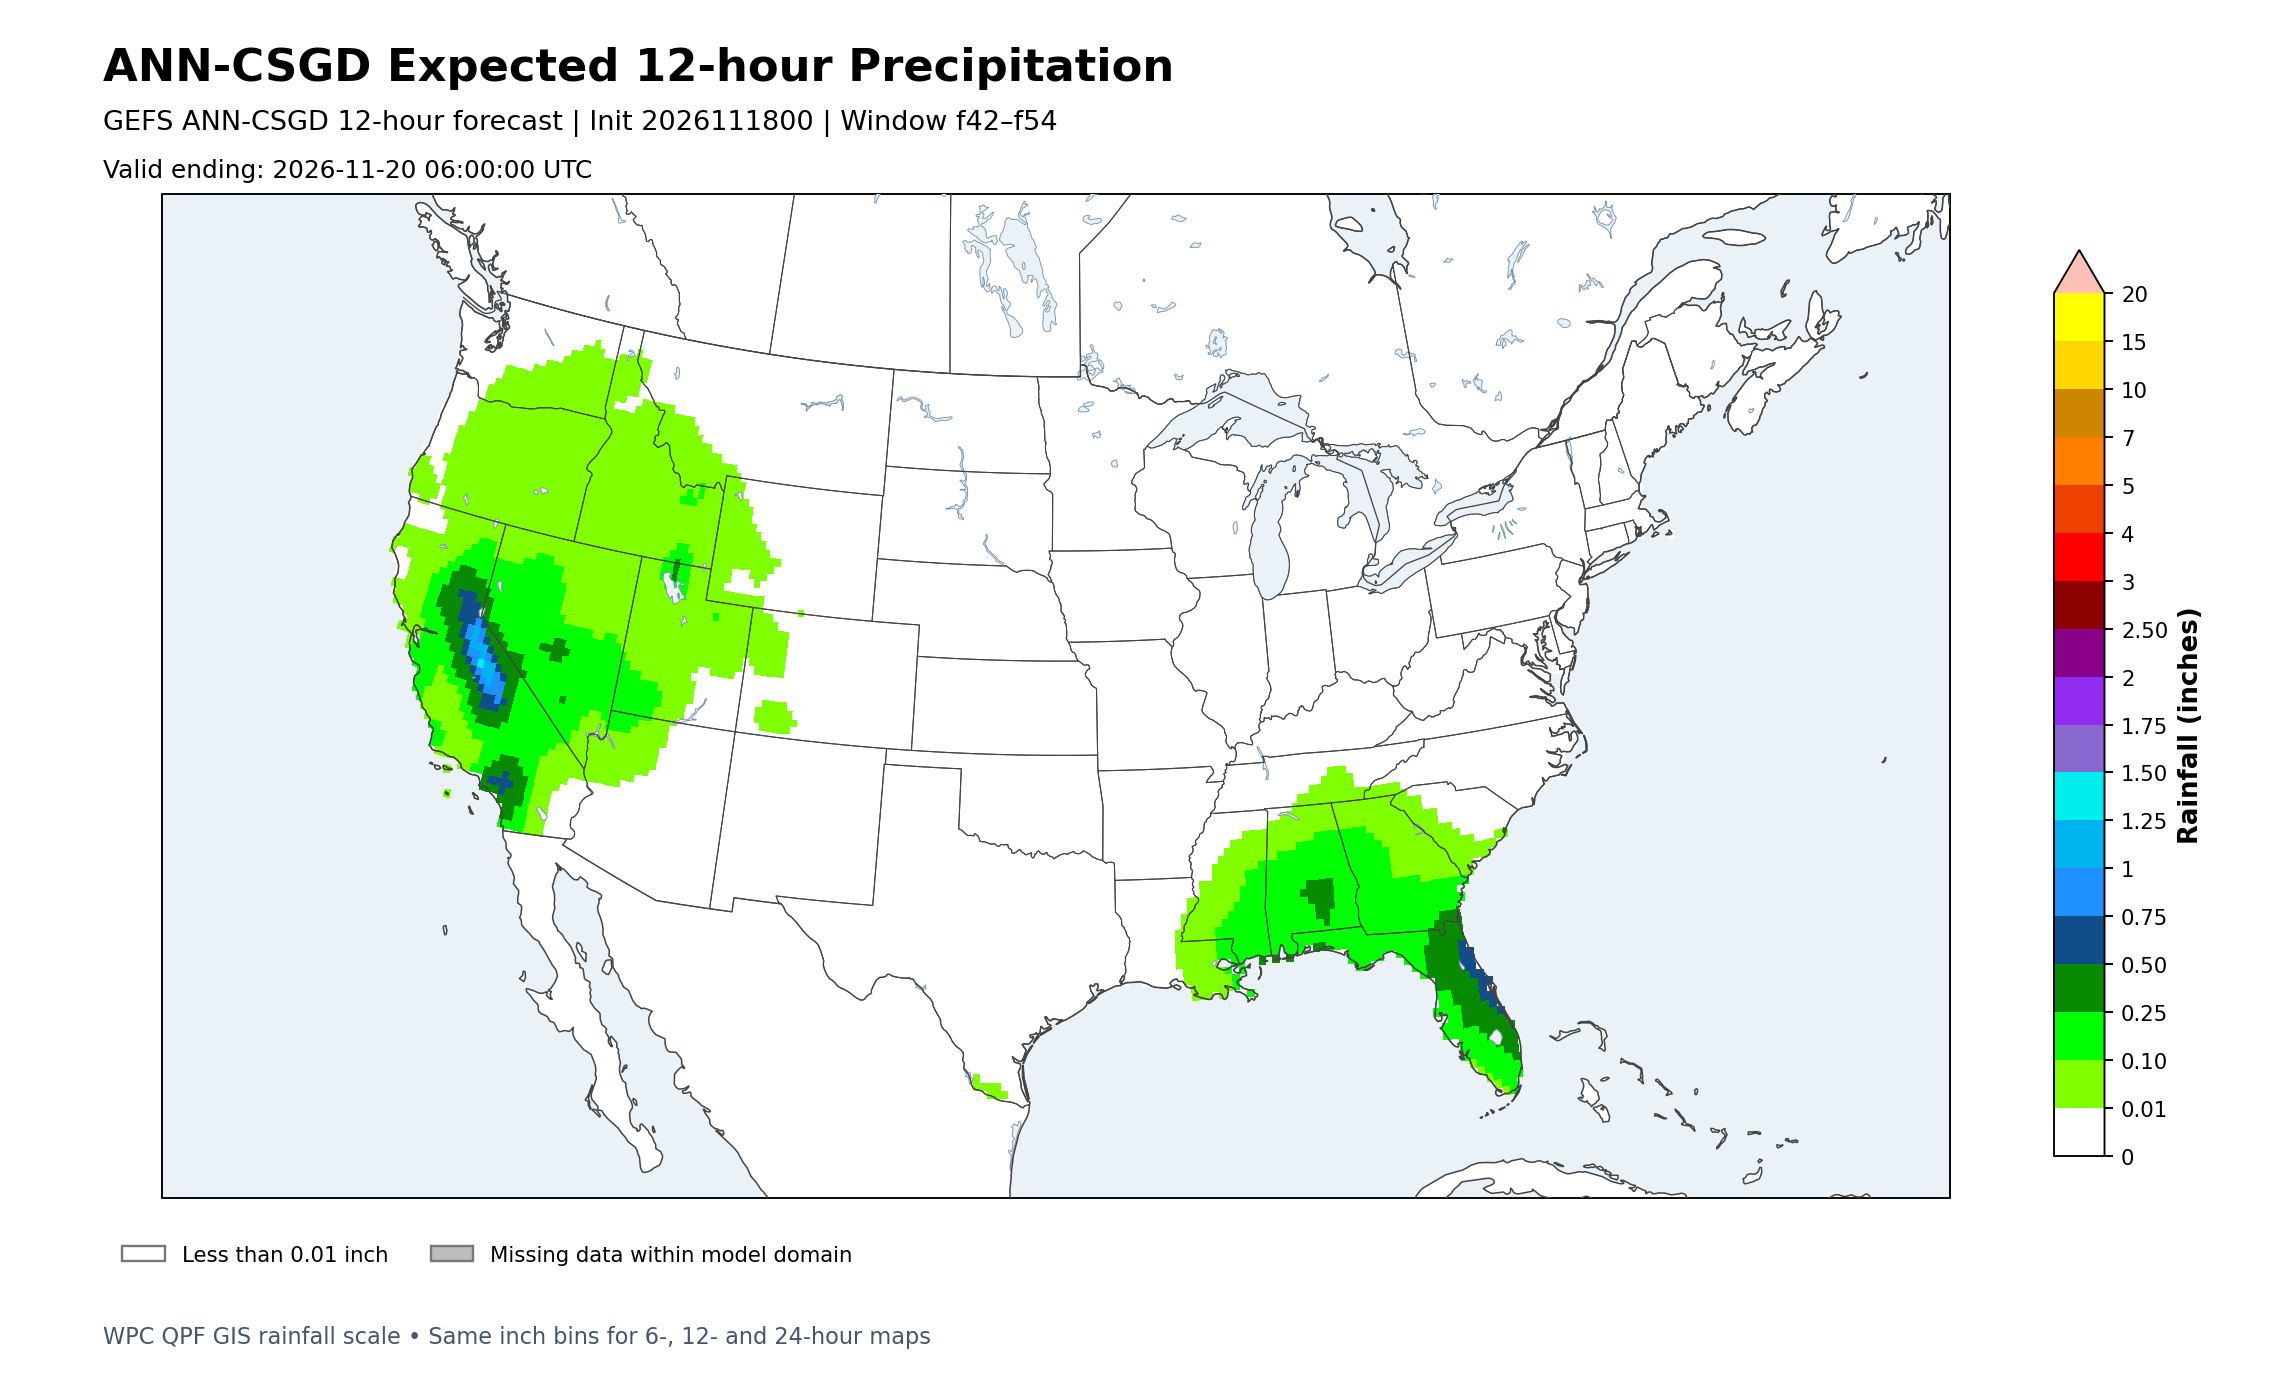 ANN-CSGD Expected 12-hour Precipitation
GEFS ANN-CSGD 12-hour forecast | Init 2026111800 | Window f42–f54
Valid ending: 2026-11-20 06:00:00 UTC
20
15
10
7
5
4
3
2.50
2
1.75
1.50
1.25
1
0.75
0.50
0.25
0.10
0.01
0
Rainfall (inches)
Less than 0.01 inch
Missing data within model domain
WPC QPF GIS rainfall scale • Same inch bins for 6-, 12- and 24-hour maps